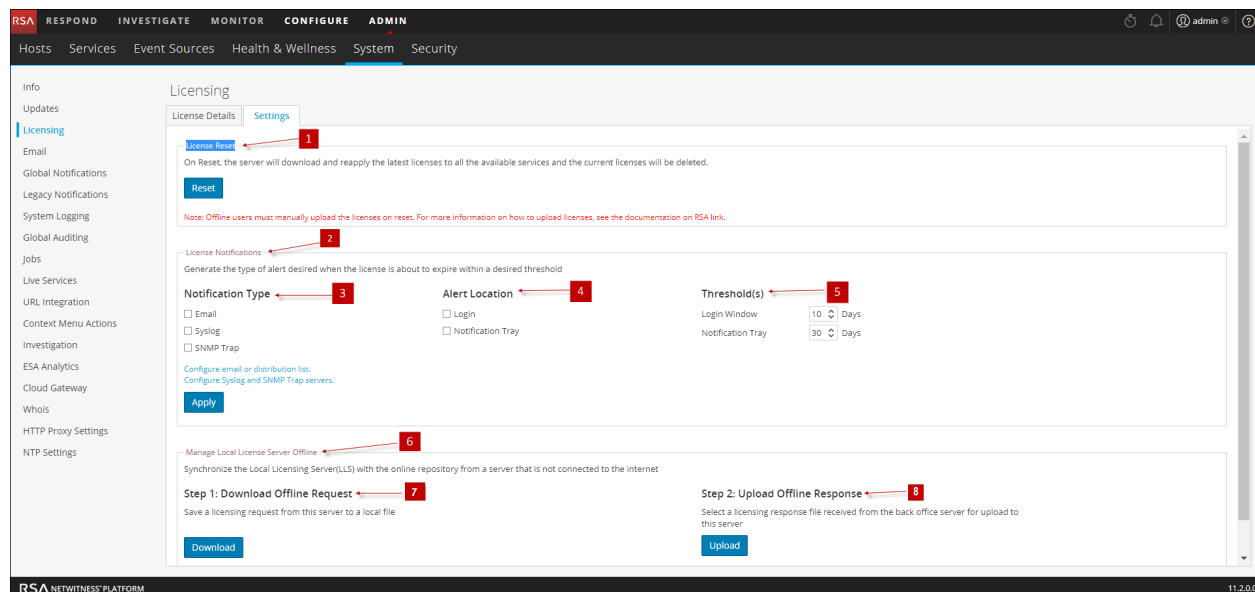 RSA RESPOND INVESTIGATE MONITOR CONFIGURE ADMIN admin
Hosts Services Event Sources Health & Wellness System Security
Info
Updates
Licensing
Email
Global Notifications
Legacy Notifications
System Logging
Global Auditing
Jobs
Live Services
URL Integration
Context Menu Actions
Investigation
ESA Analytics
Cloud Gateway
Whois
HTTP Proxy Settings
NTP Settings
Licensing
License Details Settings
License Reset 1
On Reset, the server will download and reapply the latest licenses to all the available services and the current licenses will be deleted.
Reset
Note: Offline users must manually upload the licenses on reset. For more information on how to upload licenses, see the documentation on RSA link.
License Notifications 2
Generate the type of alert desired when the license is about to expire within a desired threshold
Notification Type 3
Email
Syslog
SNMP Trap
Configure email or distribution list.
Configure Syslog and SNMP Trap servers.
Apply
Alert Location 4
Login
Notification Tray
Threshold(s) 5
Login Window 10 Days
Notification Tray 30 Days
Manage Local License Server Offline 6
Synchronize the Local Licensing Server(LLS) with the online repository from a server that is not connected to the internet
Step 1: Download Offline Request 7
Save a licensing request from this server to a local file
Download
Step 2: Upload Offline Response 8
Select a licensing response file received from the back office server for upload to
this server
Upload
RSA NETWITNESS® PLATFORM 11.2.0.0